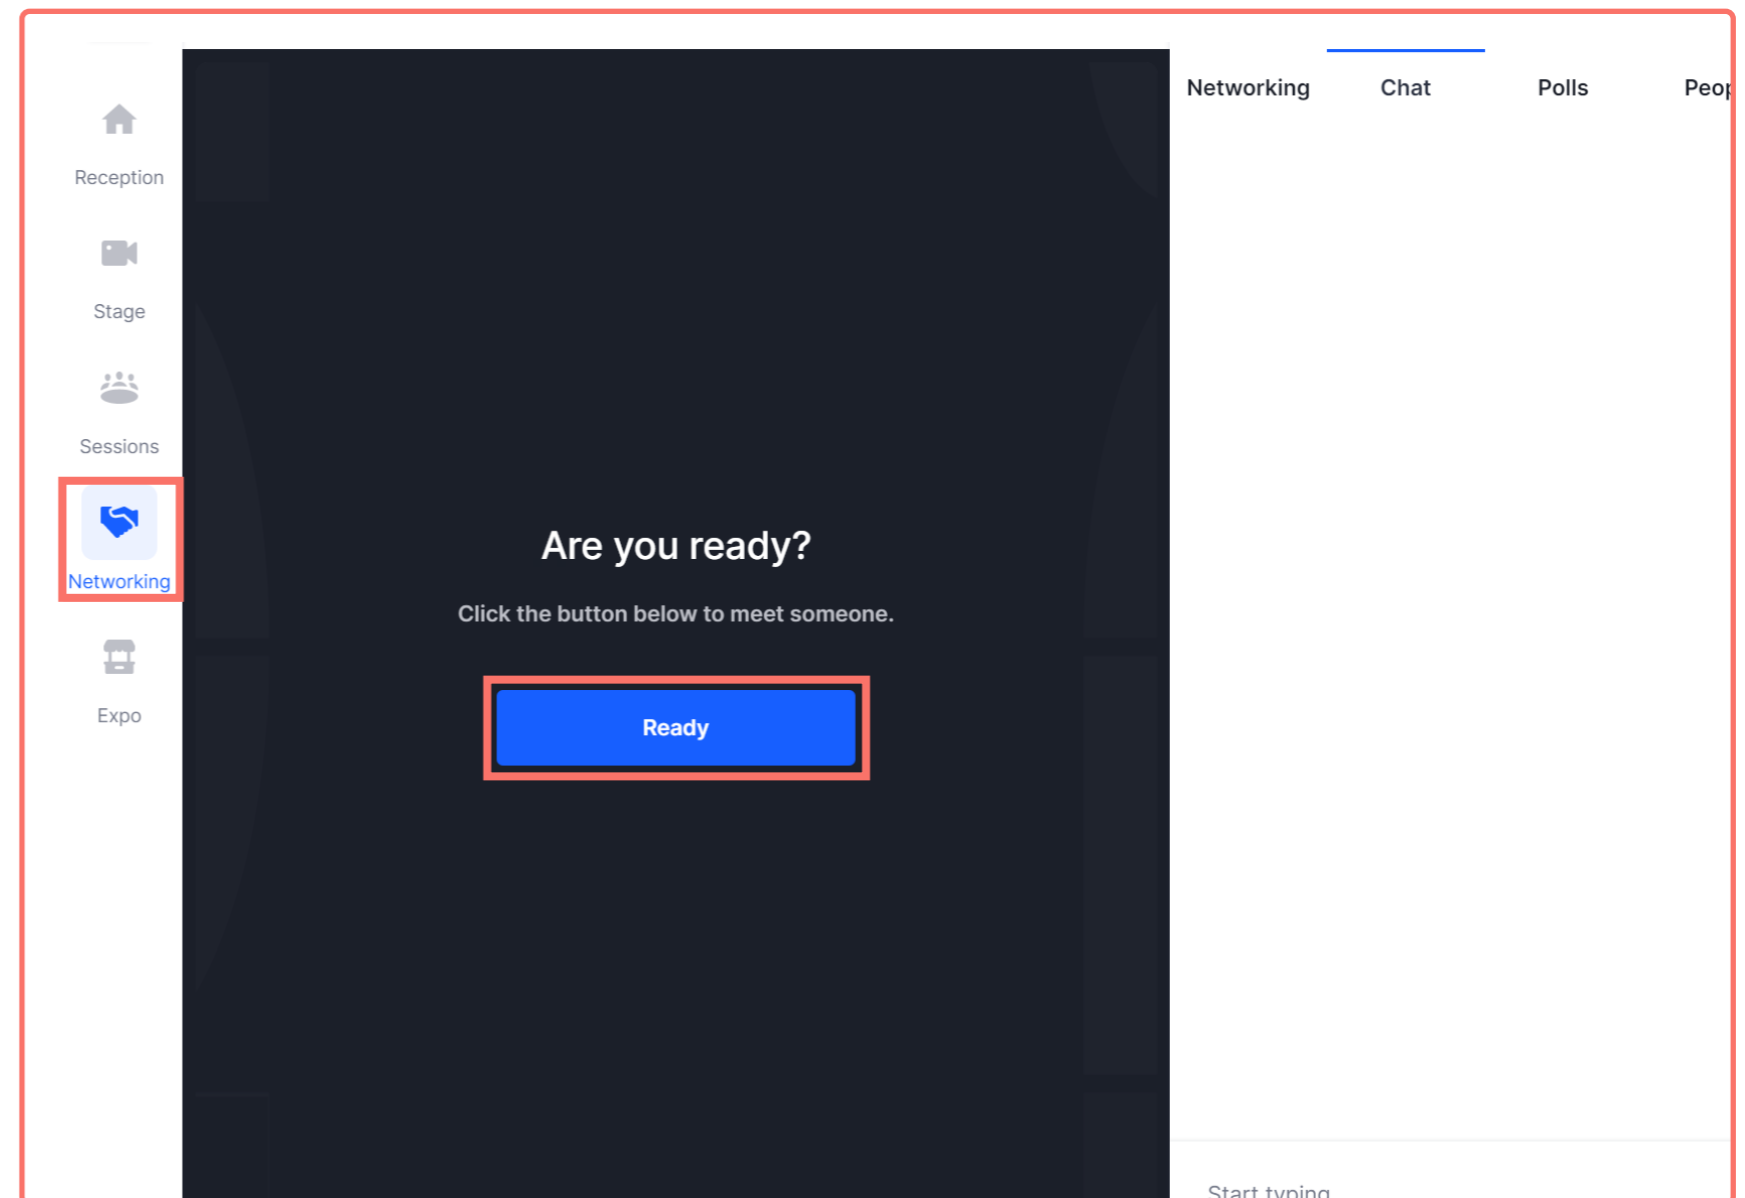 Reception
Stage
Sessions
Networking
Expo
Are you ready?
Click the button below to meet someone.
Ready
Networking Chat Polls Peop
Start typing